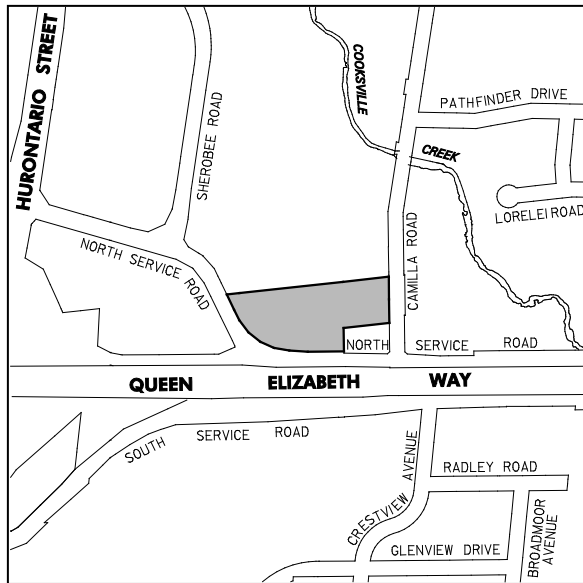 HURONTARIO STREET
SHEROBEE ROAD
COOKSVILLE
CREEK
PATHFINDER DRIVE
LORELEI ROAD
CAMILLA ROAD
NORTH SERVICE ROAD
NORTH SERVICE ROAD
QUEEN ELIZABETH WAY
SOUTH SERVICE ROAD
CRESTVIEW AVENUE
RADLEY ROAD
GLENVIEW DRIVE
BROADMOOR
AVENUE